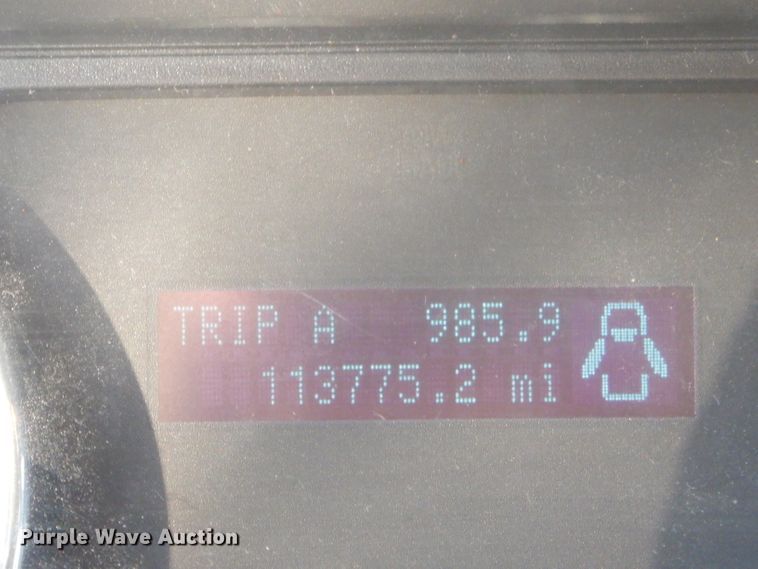 TRIP A 985.9
113775.2 mi
Purple Wave Auction